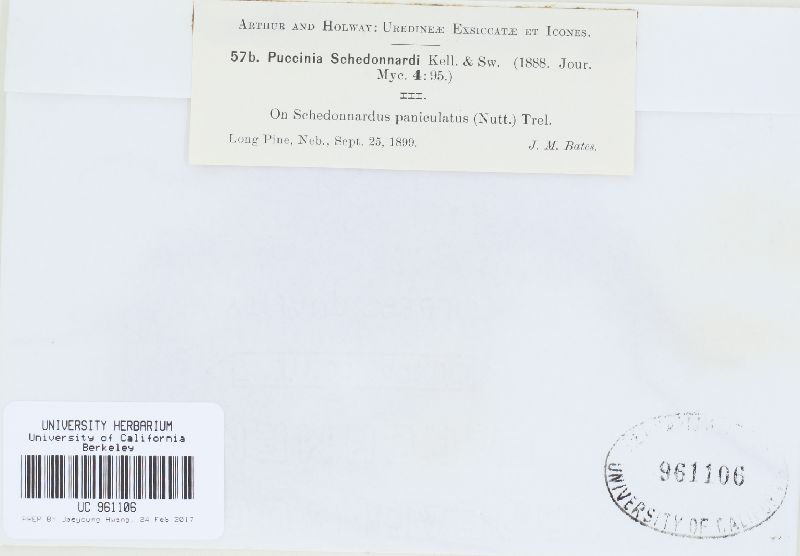 Arthur and Holway: Uredineæ Exsiccatæ et Icones.
57b. Puccinia Schedonnardi Kell. & Sw. (1888. Jour.
Myc. 4: 95.)
III.
On Schedonnardus paniculatus (Nutt.) Trel.
Long Pine, Neb., Sept. 25, 1899. J. M. Bates.
UNIVERSITY HERBARIUM
University of California
Berkeley
UC 961106
PREP BY Jaeyoung Hwang, 24 Feb 2017
961106
UNIVERSITY OF CALIFORNIA